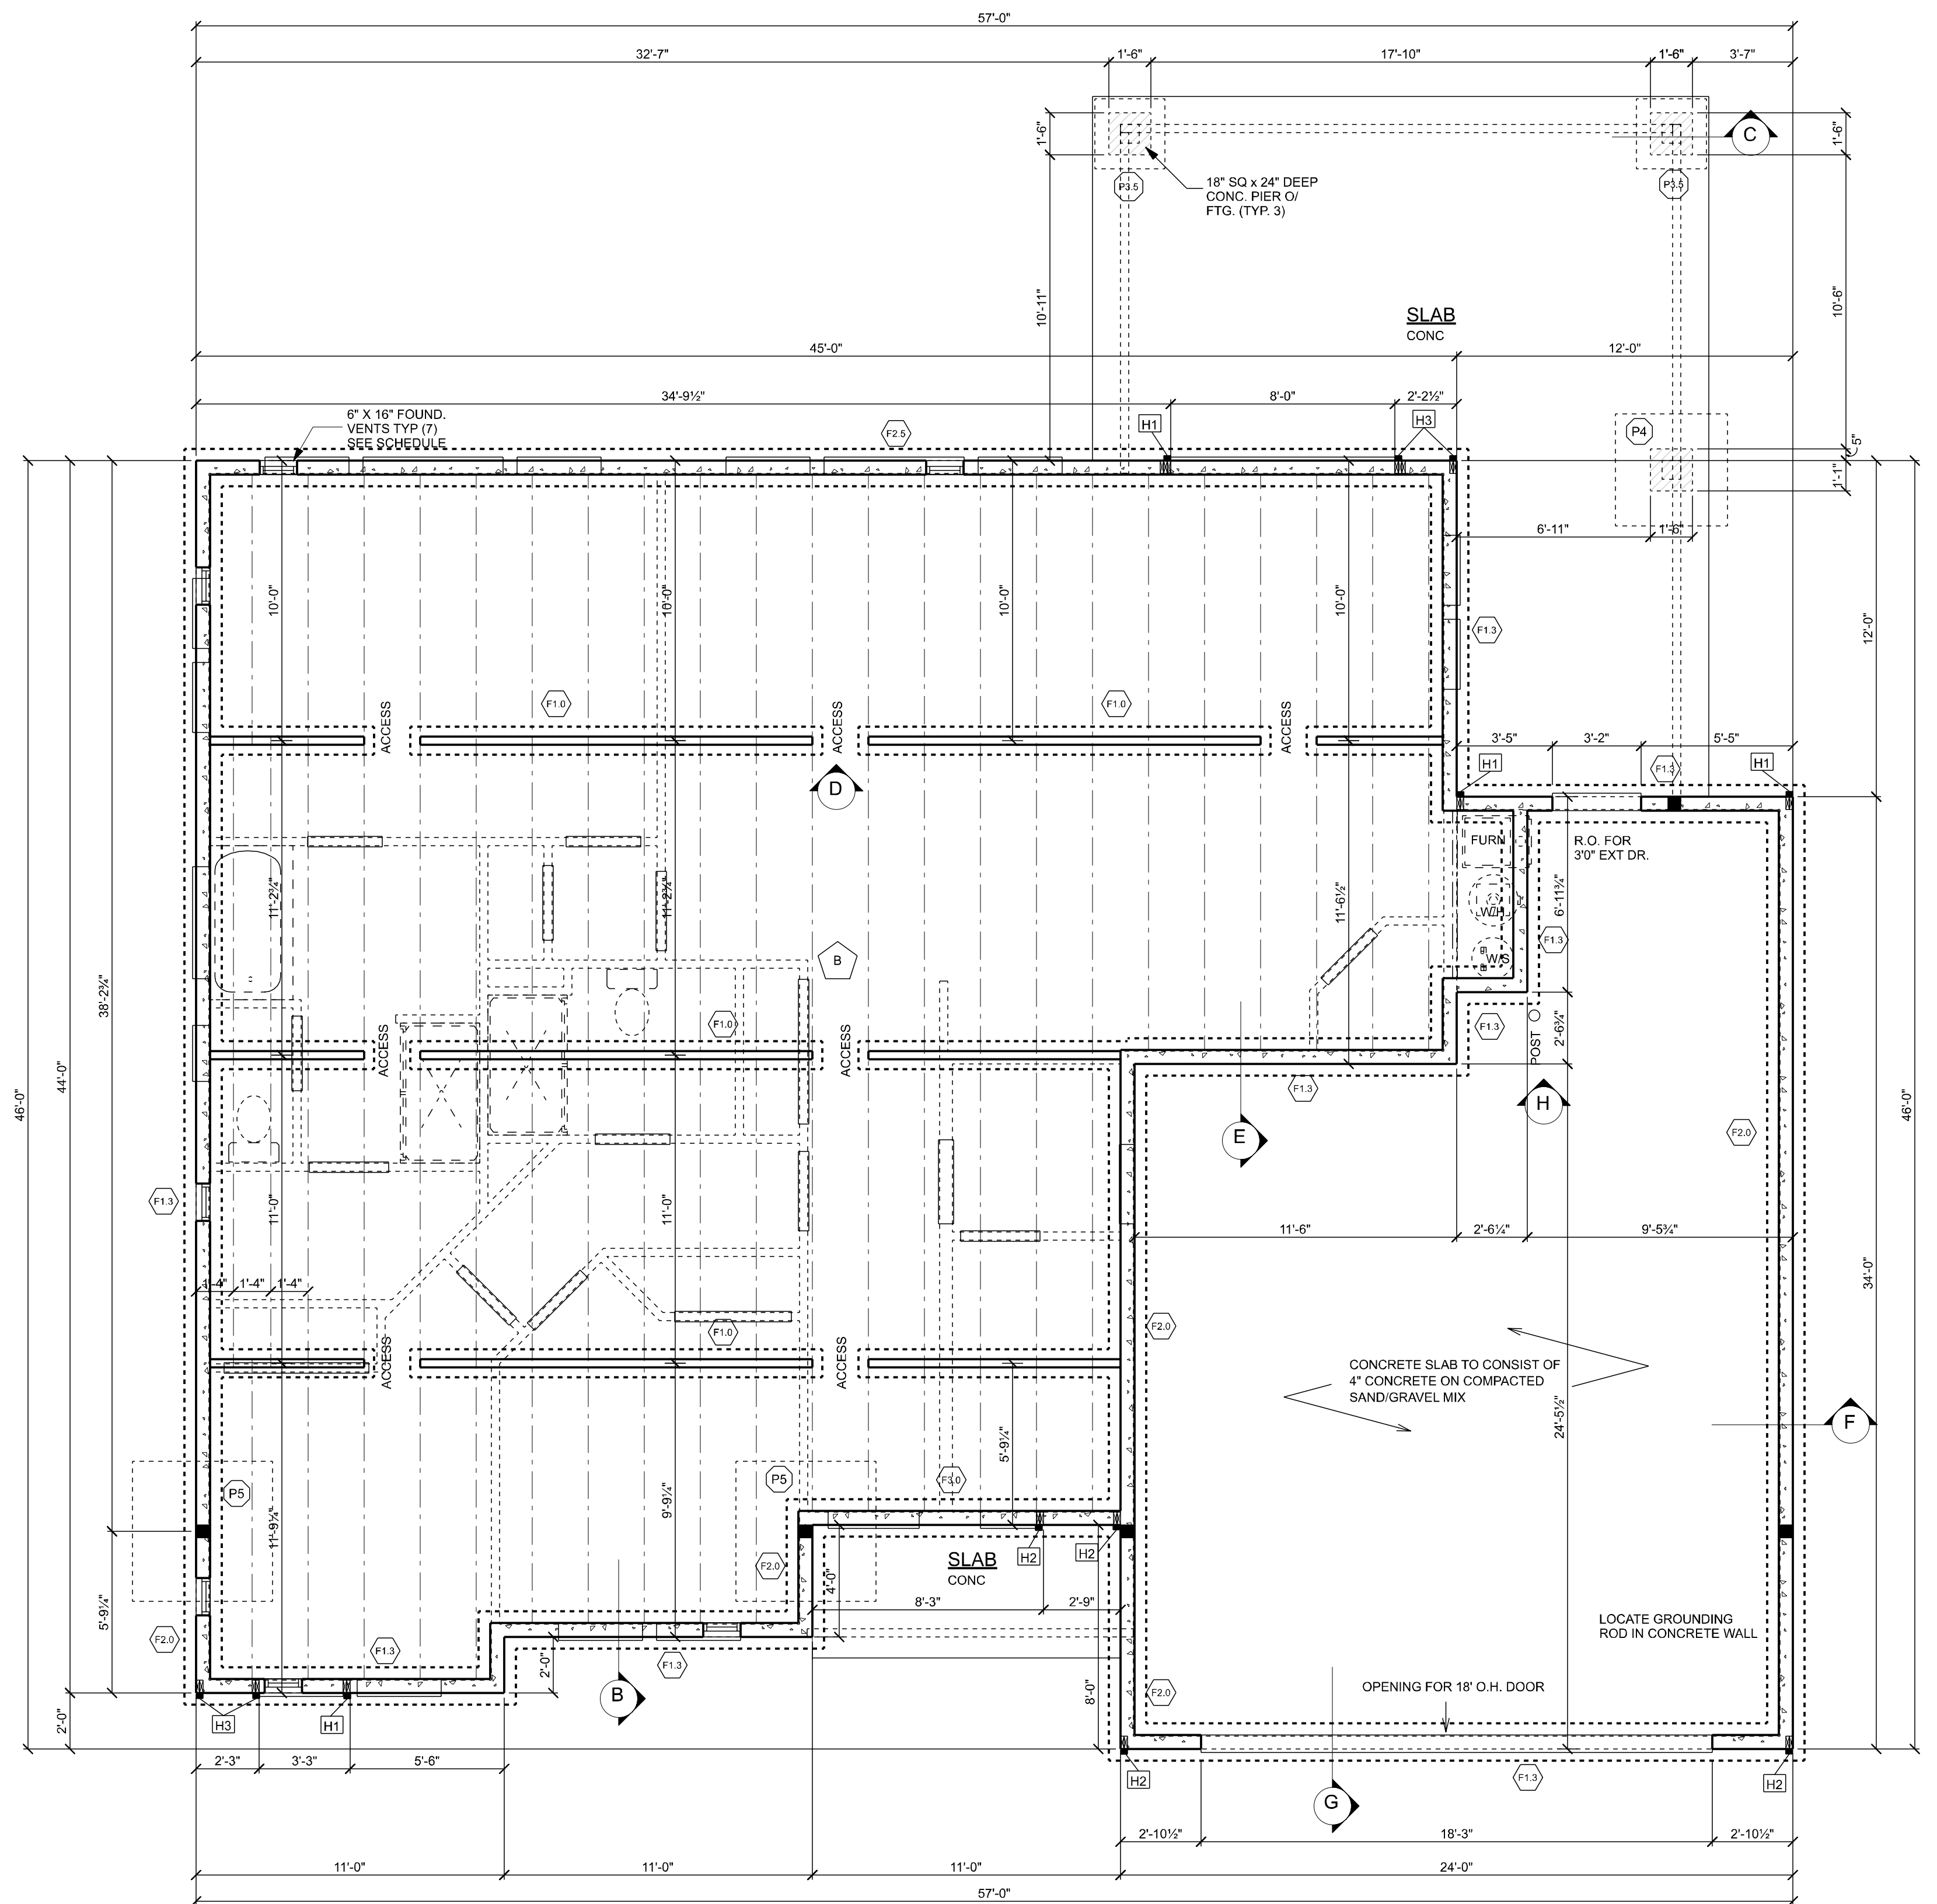 57'-0"
32'-7"
1'-6"
17'-10"
1'-6"
3'-7"
1'-6"
1'-6"
C
P3.5
P3.5
18" SQ x 24" DEEP
CONC. PIER O/
FTG. (TYP. 3)
10'-11"
10'-6"
SLAB
CONC
45'-0"
12'-0"
34'-9½"
8'-0"
2'-2½"
6" X 16" FOUND.
VENTS TYP (7)
SEE SCHEDULE
F2.5
H1
H3
P4
5"
1'-1"
6'-11"
1'-6"
10'-0"
10'-0"
10'-0"
10'-0"
F1.3
12'-0"
F1.0
F1.0
ACCESS
ACCESS
ACCESS
3'-5"
3'-2"
5'-5"
H1
F1.3
H1
D
FURN
R.O. FOR
3'0" EXT DR.
11'-2¾"
11'-2¾"
11'-6½"
6'-11¾"
W/H
F1.3
B
W/S
38'-2¾"
44'-0"
46'-0"
46'-0"
F1.0
F1.3
POST
2'-6¾"
ACCESS
ACCESS
F1.3
H
E
F2.0
F1.3
11'-0"
11'-0"
11'-6"
2'-6¼"
9'-5¾"
34'-0"
1'-4"
1'-4"
1'-4"
F1.0
F2.0
ACCESS
ACCESS
CONCRETE SLAB TO CONSIST OF
4" CONCRETE ON COMPACTED
SAND/GRAVEL MIX
24'-5½"
F
5'-9¼"
P5
P5
F3.0
11'-9¼"
9'-9¼"
H2
H2
SLAB
CONC
F2.0
4'-0"
8'-3"
2'-9"
5'-9¼"
F2.0
F1.3
F1.3
2'-0"
B
8'-0"
F2.0
LOCATE GROUNDING
ROD IN CONCRETE WALL
OPENING FOR 18' O.H. DOOR
2'-0"
H3
H1
2'-3"
3'-3"
5'-6"
H2
F1.3
H2
G
2'-10½"
18'-3"
2'-10½"
11'-0"
11'-0"
11'-0"
24'-0"
57'-0"